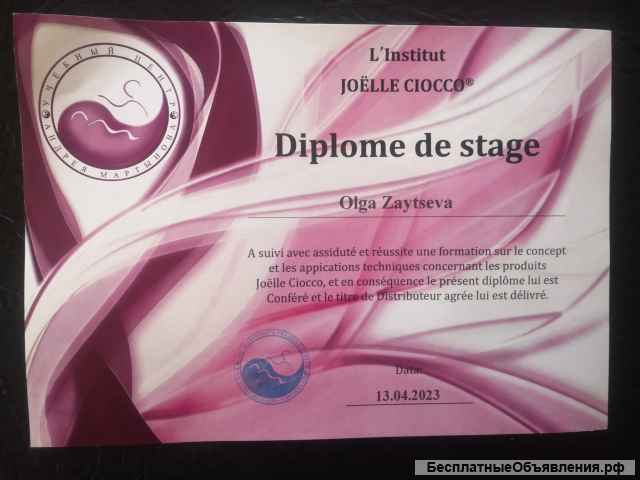 УЧЕБНЫЙ ЦЕНТР
АНДРЕЯ МАРТЫНОВА
L'Institut
JOËLLE CIOCCO®
Diplome de stage
Olga Zaytseva
A suivi avec assiduté et réussite une formation sur le concept
et les appications techniques concernant les produits
Joëlle Ciocco, et en conséquence le présent diplôme lui est
Conféré et le titre de Distributeur agrée lui est délivré.
Data:
13.04.2023
БесплатныеОбъявления.рф